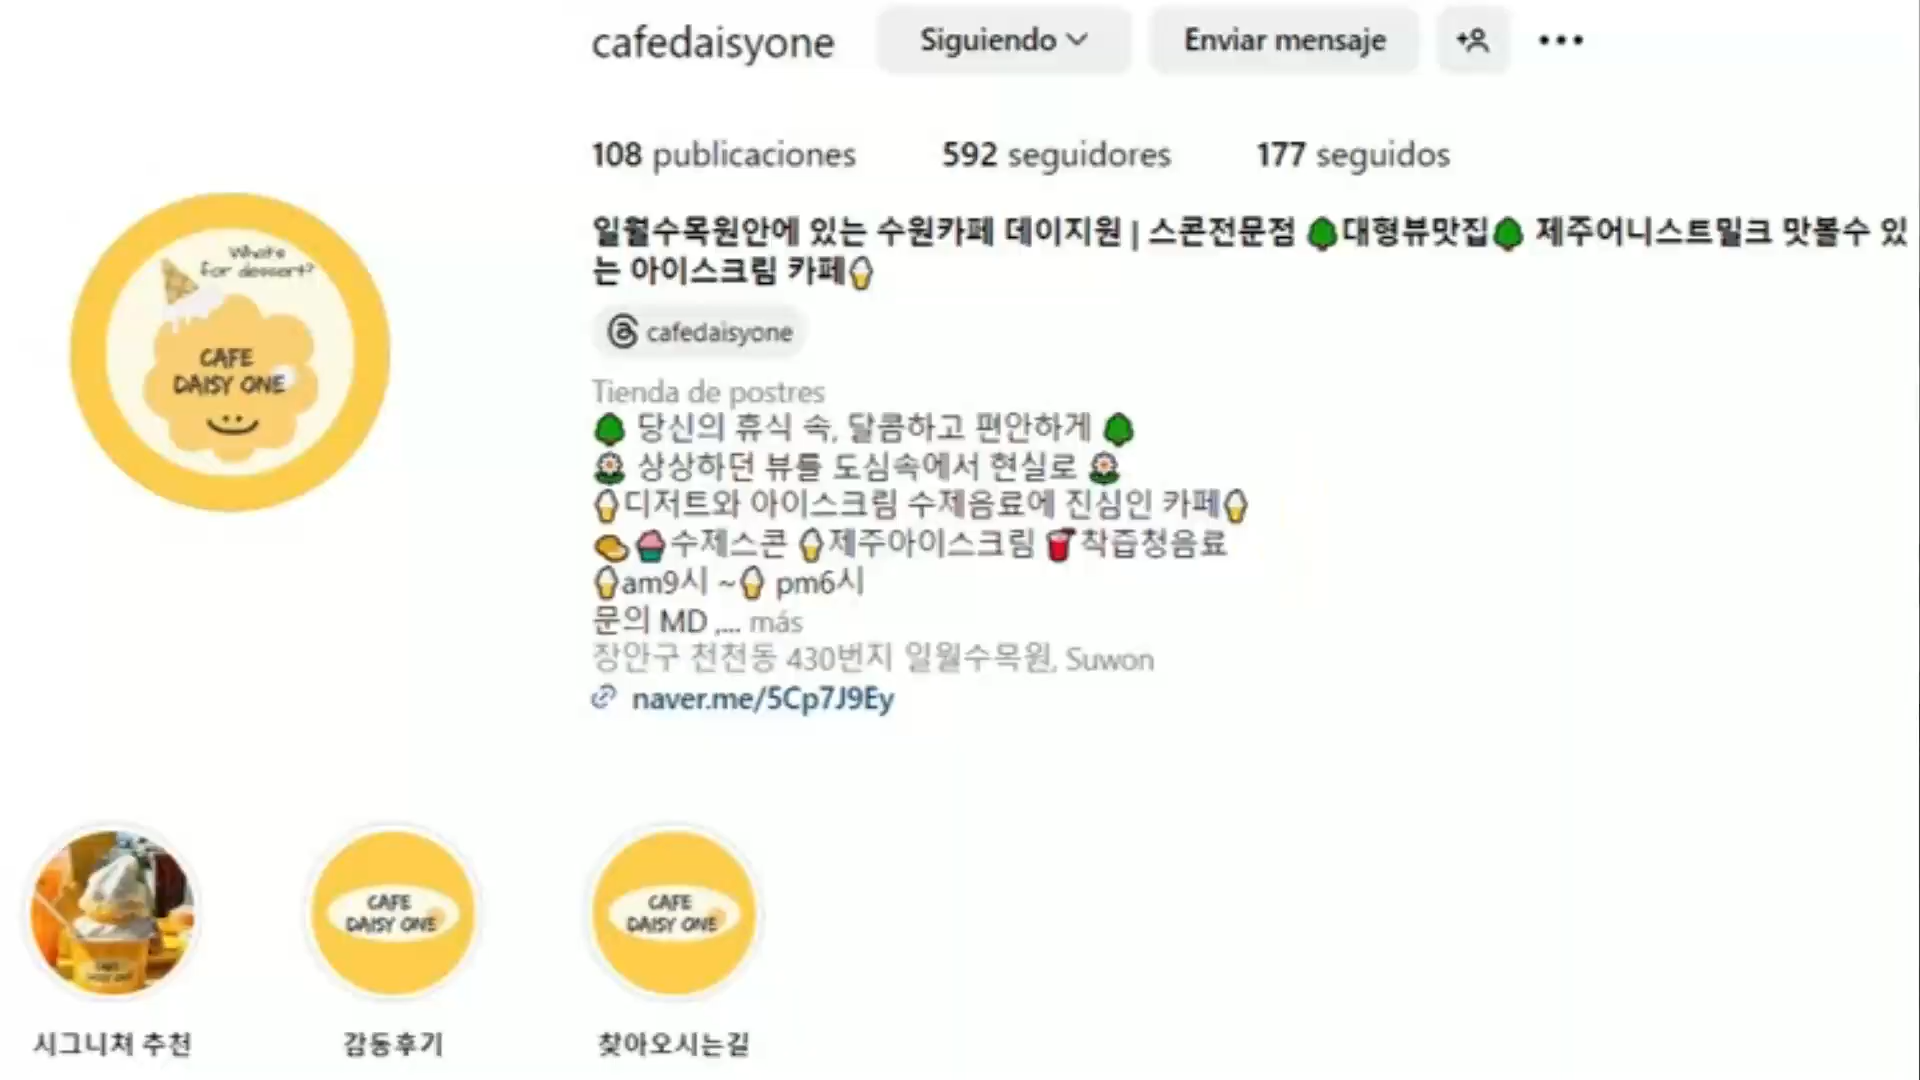 cafedaisyone Siguiendo Enviar mensaje
108 publicaciones 592 seguidores 177 seguidos
일월수목원안에 있는 수원카페 데이지원 | 스콘전문점 🌳대형뷰맛집🌳 제주어니스트밀크 맛볼수 있
는 아이스크림 카페🍦
cafedaisyone
Tienda de postres
🌳 당신의 휴식 속, 달콤하고 편안하게 🌳
🌼 상상하던 뷰를 도심속에서 현실로 🌼
🍦디저트와 아이스크림 수제음료에 진심인 카페🍦
🥔🧁수제스콘 🍦제주아이스크림 🥤착즙청음료
🍦am9시 ~🍦 pm6시
문의 MD ,... más
장안구 천천동 430번지 일월수목원, Suwon
naver.me/5Cp7J9Ey
What's
for dessert?
CAFE
DAISY ONE
CAFE
DAISY ONE
CAFE
DAISY ONE
시그니처 추천 감동후기 찾아오시는길